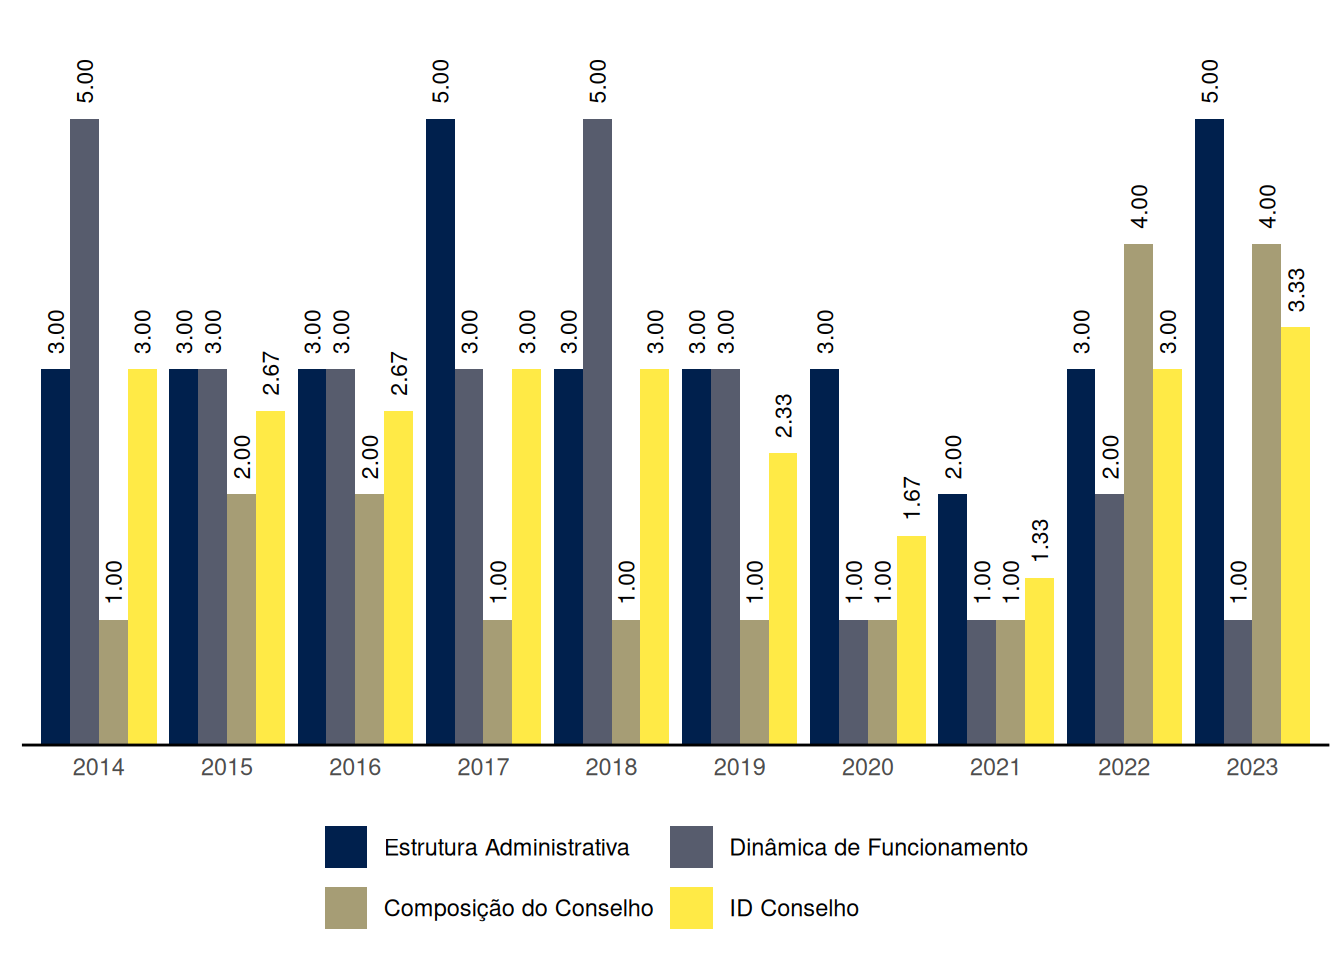 5.00 5.00 5.00 5.00
4.00 4.00
3.33
3.00 3.00 3.00 3.00 3.00 3.00 3.00 3.00 3.00 3.00 3.00 3.00 3.00 3.00 3.00
2.67 2.67
2.33
2.00 2.00 2.00 2.00
1.67
1.33
1.00 1.00 1.00 1.00 1.00 1.00 1.00 1.00 1.00
2014 2015 2016 2017 2018 2019 2020 2021 2022 2023
Estrutura Administrativa Dinâmica de Funcionamento
Composição do Conselho ID Conselho